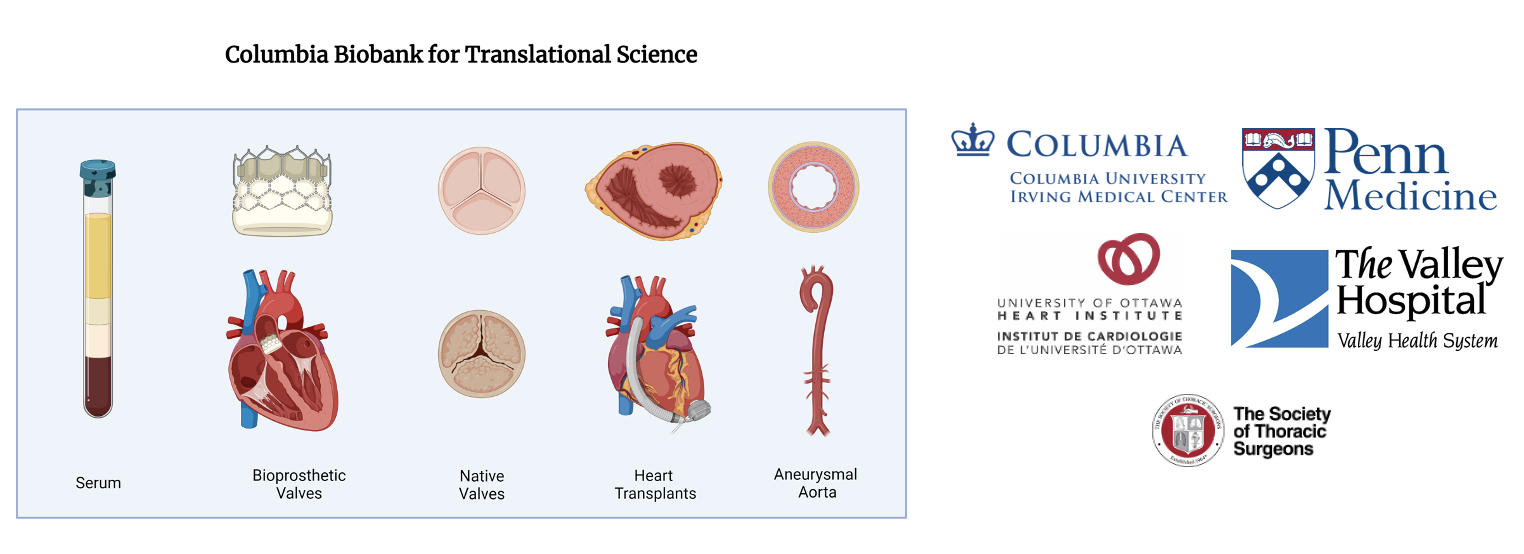 Columbia Biobank for Translational Science
Serum
Bioprosthetic
Valves
Native
Valves
Heart
Transplants
Aneurysmal
Aorta
COLUMBIA
COLUMBIA UNIVERSITY
IRVING MEDICAL CENTER
Penn
Medicine
UNIVERSITY OF OTTAWA
HEART INSTITUTE
INSTITUT DE CARDIOLOGIE
DE L'UNIVERSITÉ D'OTTAWA
The Valley
Hospital
Valley Health System
THE SOCIETY OF THORACIC SURGEONS
The Society
of Thoracic
Surgeons